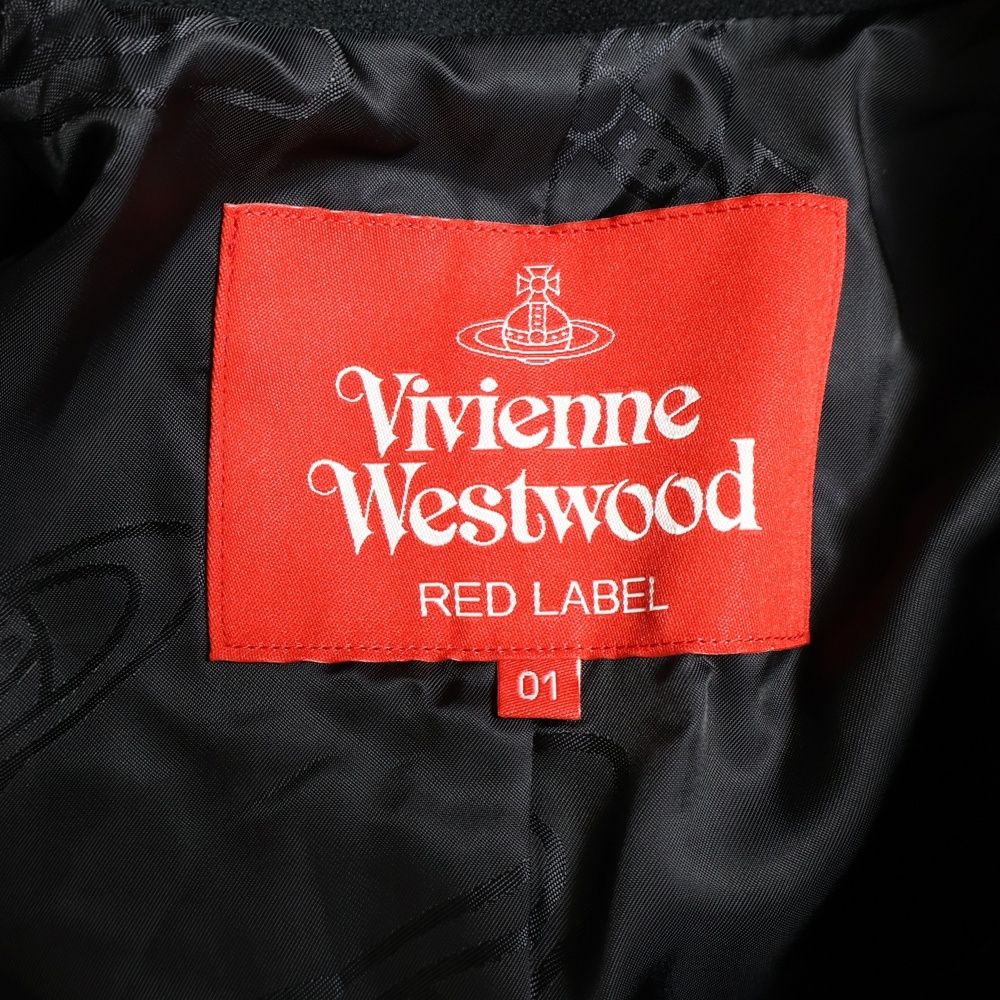 Vivienne
Westwood
RED LABEL
01